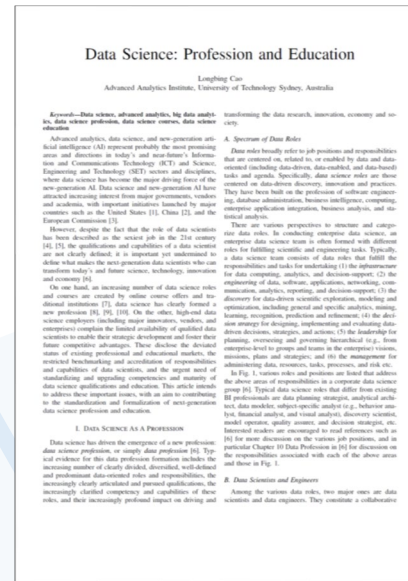 Data Science: Profession and Education
Longbing Cao
Advanced Analytics Institute, University of Technology Sydney, Australia
Keywords—Data science, advanced analytics, big data analyt-
ics, data science profession, data science courses, data science
education
Advanced analytics, data science, and new-generation arti-
ficial intelligence (AI) represent probably the most promising
areas and directions in today's and near-future's Informa-
tion and Communications Technology (ICT) and Science,
Engineering and Technology (SET) sectors and disciplines,
where data science has become the major driving force of the
new-generation AI. Data science and new-generation AI have
attracted increasing interest from major governments, vendors
and academia, with important initiatives launched by major
countries such as the United States [1], China [2], and the
European Commission [3].
However, despite the fact that the role of data scientists
has been described as the sexiest job in the 21st century
[4], [5], the qualifications and capabilities of a data scientist
are not clearly defined; it is important yet undermined to
define what makes the next-generation data scientists who can
transform today's and future science, technology, innovation
and economy [6].
On one hand, an increasing number of data science roles
and courses are created by online course offers and tra-
ditional institutions [7], data science has clearly formed a
new profession [8], [9], [10]. On the other, high-end data
science employers (including major innovators, vendors, and
enterprises) complain the limited availability of qualified data
scientists to enable their strategic development and foster their
future competitive advantages. These disclose the deviated
status of existing professional and educational markets, the
restricted benchmarking and accreditation of responsibilities
and capabilities of data scientists, and the urgent need of
standardizing and upgrading competencies and maturity of
data science qualifications and education. This article intends
to address these important issues, with an aim to contributing
to the standardization and formalization of next-generation
data science profession and education.
I. DATA SCIENCE AS A PROFESSION
Data science has driven the emergence of a new profession:
data science profession, or simply data profession [6]. Typ-
ical evidence for this data profession formation includes the
increasing number of clearly divided, diversified, well-defined
and predominant data-oriented roles and responsibilities, the
increasingly clearly articulated and pursued qualifications, the
increasingly clarified competency and capabilities of these
roles, and their increasingly profound impact on driving and
transforming the data research, innovation, economy and so-
ciety.
A. Spectrum of Data Roles
Data roles broadly refer to job positions and responsibilities
that are centered on, related to, or enabled by data and data-
oriented (including data-driven, data-enabled, and data-based)
tasks and agenda. Specifically, data science roles are those
centered on data-driven discovery, innovation and practices.
They have been built on the profession of software engineer-
ing, database administration, business intelligence, computing,
enterprise application integration, business analysis, and sta-
tistical analysis.
There are various perspectives to structure and catego-
rize data roles. In conducting enterprise data science, an
enterprise data science team is often formed with different
roles for fulfilling scientific and engineering tasks. Typically,
a data science team consists of data roles that fulfill the
responsibilities and tasks for undertaking (1) the infrastructure
for data computing, analytics, and decision-support; (2) the
engineering of data, software, applications, networking, com-
munication, analytics, reporting, and decision-support; (3) the
discovery for data-driven scientific exploration, modeling and
optimization, including general and specific analytics, mining,
learning, recognition, prediction and refinement; (4) the deci-
sion strategy for designing, implementing and evaluating data-
driven decisions, strategies, and actions; (5) the leadership for
planning, overseeing and governing hierarchical (e.g., from
enterprise-level to groups and teams in the enterprise) visions,
missions, plans and strategies; and (6) the management for
administering data, resources, tasks, processes, and risk etc.
In Fig. 1, various roles and positions are listed that address
the above areas of responsibilities in a corporate data science
group [6]. Typical data science roles that differ from existing
BI professionals are data planning strategist, analytical archi-
tect, data modeler, subject-specific analyst (e.g., behavior ana-
lyst, financial analyst, and visual analyst), discovery scientist,
model operator, quality assurer, and decision strategist, etc.
Interested readers are encouraged to read references such as
[6] for more discussion on the various job positions, and in
particular Chapter 10 Data Profession in [6] for discussion on
the responsibilities associated with each of the above areas
and those in Fig. 1.
B. Data Scientists and Engineers
Among the various data roles, two major ones are data
scientists and data engineers. They constitute a collaborative